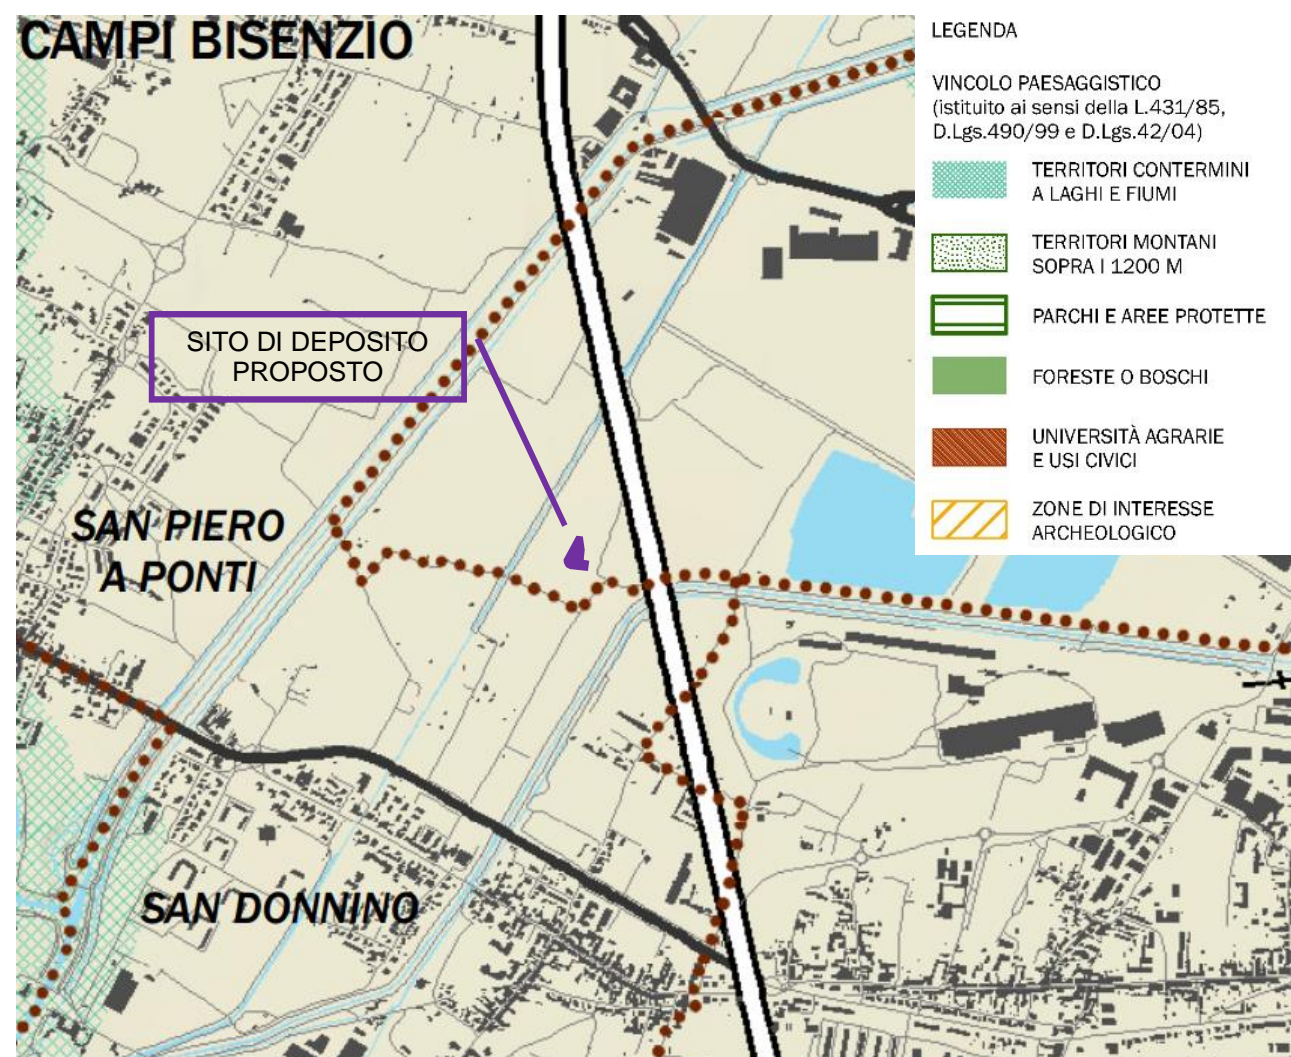 CAMPI BISENZIO
LEGENDA
VINCOLO PAESAGGISTICO
(istituito ai sensi della L.431/85,
D.Lgs.490/99 e D.Lgs.42/04)
TERRITORI CONTERMINI
A LAGHI E FIUMI
TERRITORI MONTANI
SOPRA I 1200 M
PARCHI E AREE PROTETTE
FORESTE O BOSCHI
UNIVERSITÀ AGRARIE
E USI CIVICI
ZONE DI INTERESSE
ARCHEOLOGICO
SITO DI DEPOSITO
PROPOSTO
SAN PIERO
A PONTI
SAN DONNINO